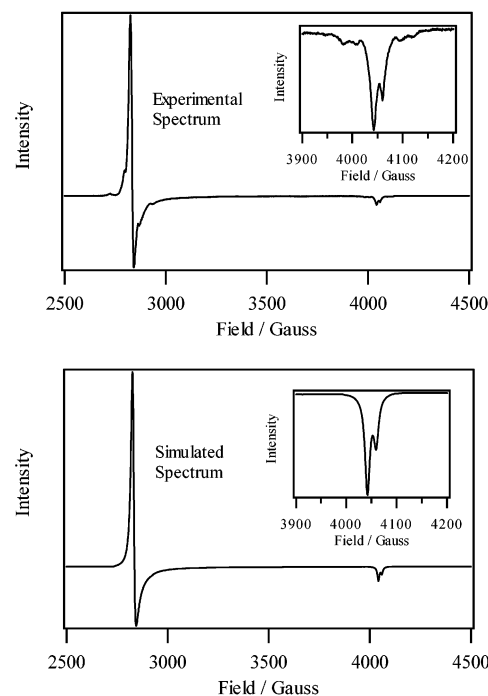 Intensity
Experimental
Spectrum
Intensity
3900 4000 4100 4200
Field / Gauss
2500 3000 3500 4000 4500
Field / Gauss
Intensity
Simulated
Spectrum
Intensity
3900 4000 4100 4200
Field / Gauss
2500 3000 3500 4000 4500
Field / Gauss